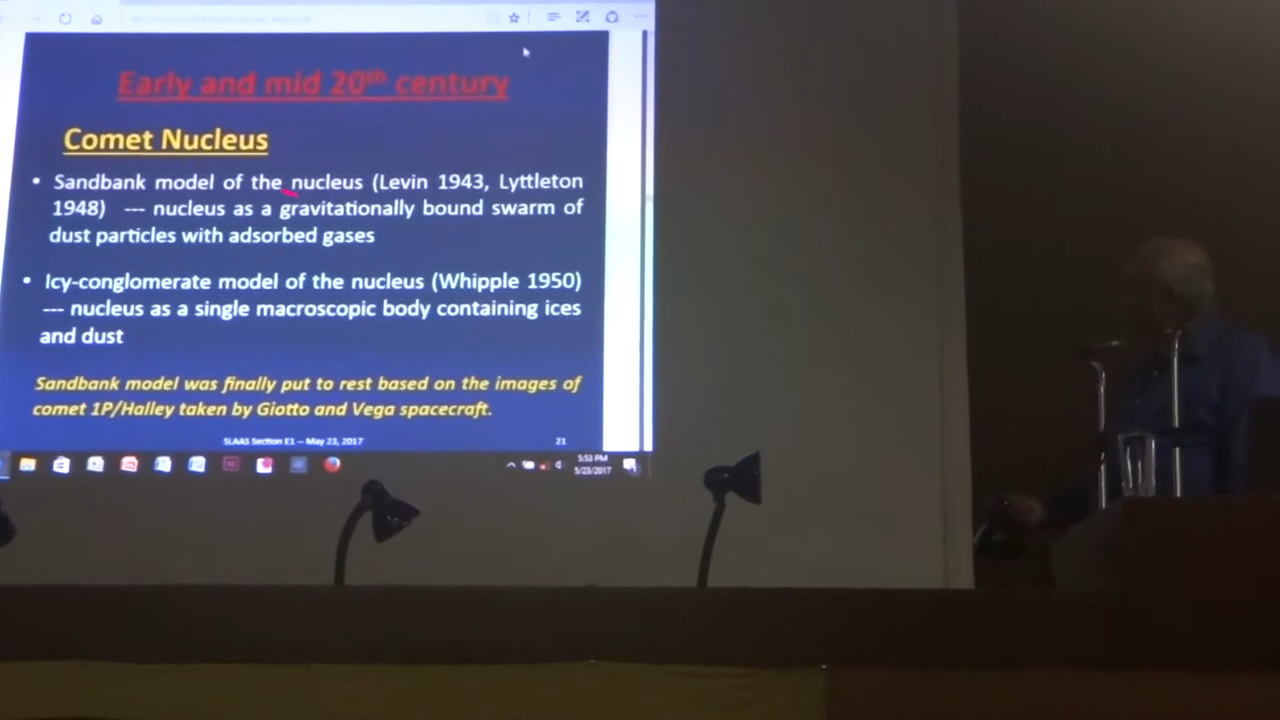 Early and mid 20th century
Comet Nucleus
• Sandbank model of the nucleus (Levin 1943, Lyttleton
1948) --- nucleus as a gravitationally bound swarm of
dust particles with adsorbed gases
• Icy-conglomerate model of the nucleus (Whipple 1950)
--- nucleus as a single macroscopic body containing ices
and dust
Sandbank model was finally put to rest based on the images of
comet 1P/Halley taken by Giotto and Vega spacecraft.
SLAAS Section E1 -- May 23, 2017 21
5:53 PM
5/23/2017